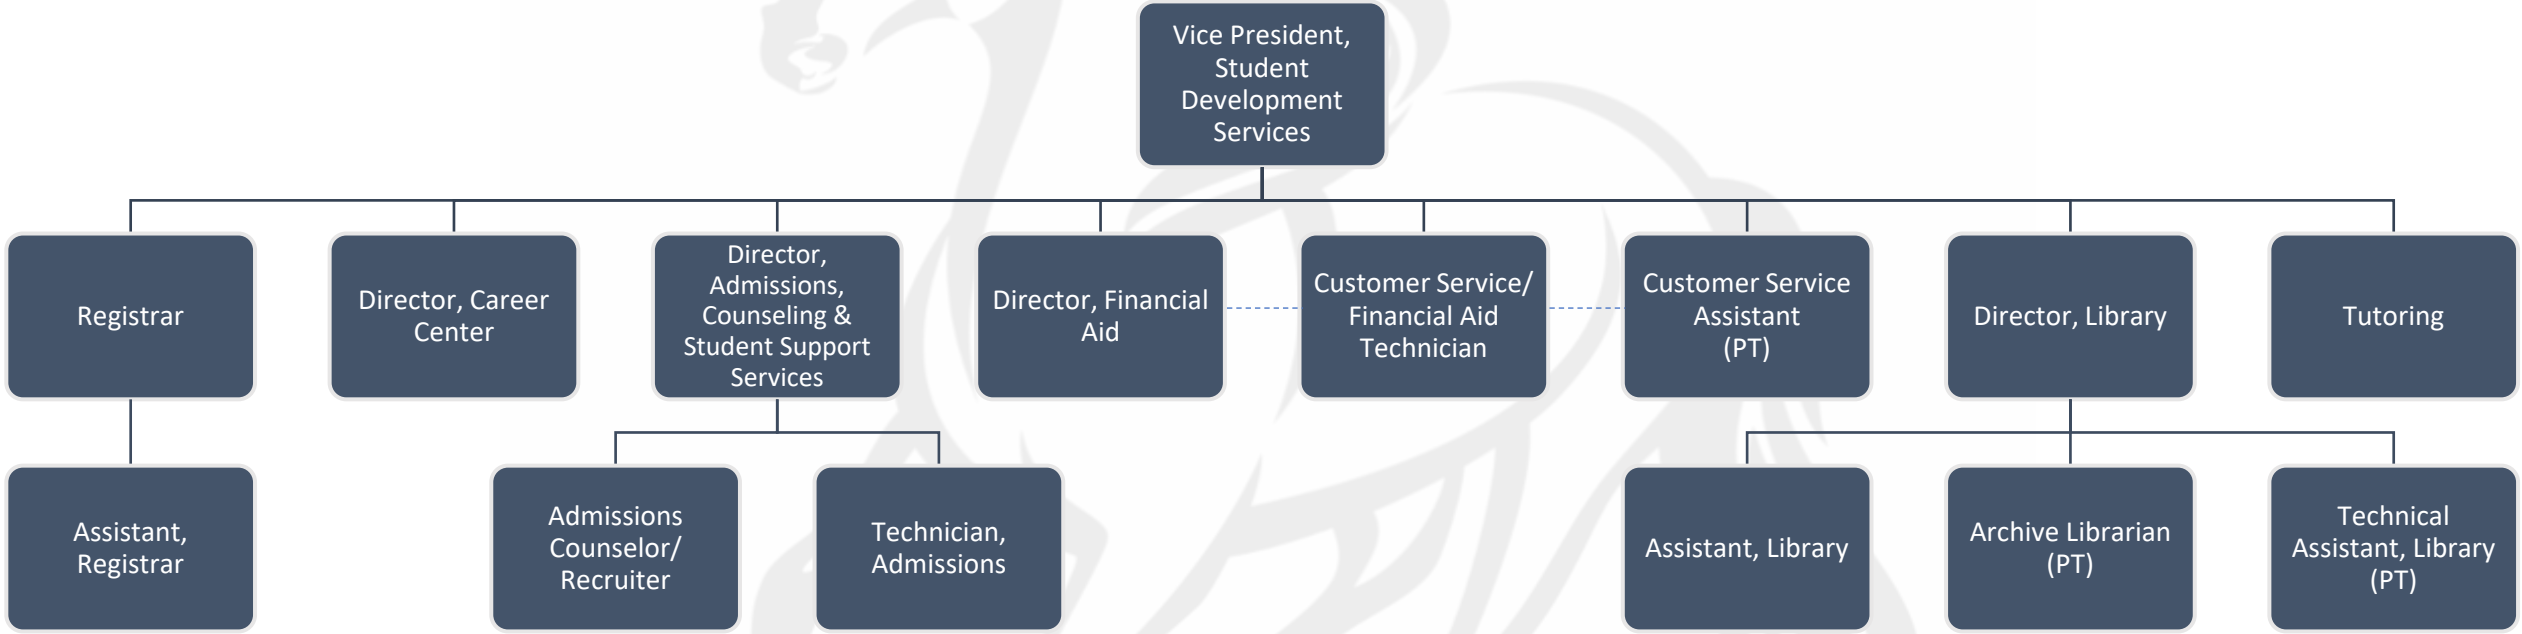 Vice President,
Student
Development
Services
Registrar
Director, Career
Center
Director,
Admissions,
Counseling &
Student Support
Services
Director, Financial
Aid
Customer Service/
Financial Aid
Technician
Customer Service
Assistant
(PT)
Director, Library
Tutoring
Assistant,
Registrar
Admissions
Counselor/
Recruiter
Technician,
Admissions
Assistant, Library
Archive Librarian
(PT)
Technical
Assistant, Library
(PT)